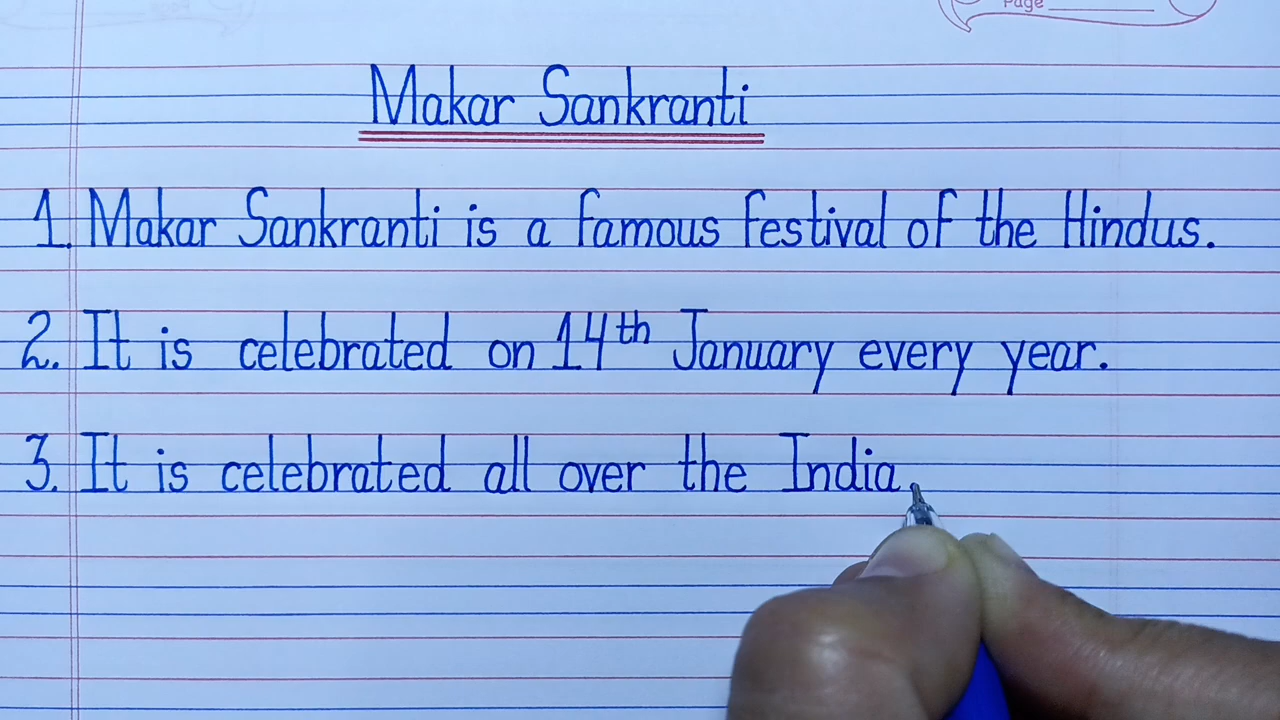 Page
Makar Sankranti
1. Makar Sankranti is a famous festival of the Hindus.
2. It is celebrated on 14th January every year.
3. It is celebrated all over the India.